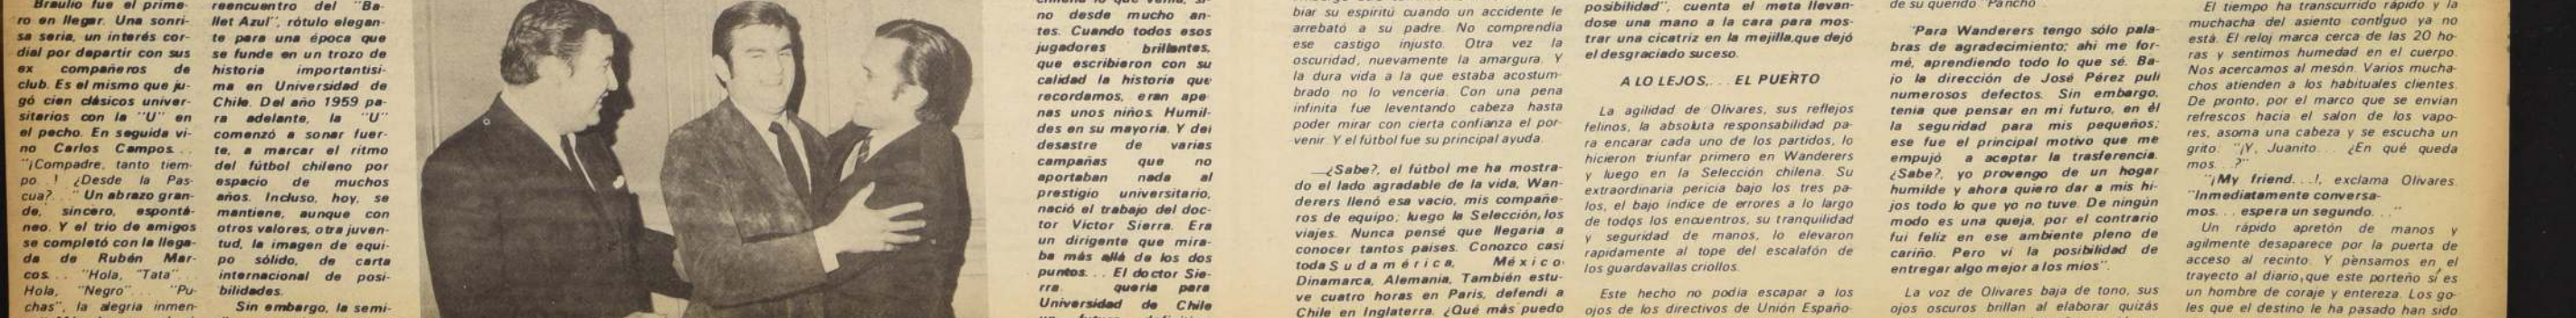 Braulio fue el prime-
ro en llegar. Una sonri-
sa seria, un interés cor-
dial por departir con sus
ex compañeros de
club. Es el mismo que ju-
gó cien clásicos univer-
sitarios con la "U" en
el pecho. En seguida vi-
no Carlos Campos...
"¡Compadre, tanto tiem-
po...! ¿Desde la Pas-
cua?..." Un abrazo gran-
de, sincero, espontá-
neo. Y el trío de amigos
se completó con la llega-
da de Rubén Mar-
cos... "Hola, "Tata"...
Hola, "Negro"... "Pu-
chas", la alegría inmen-
reencuentro del "Ba-
llet Azul", rótulo elegan-
te para una época que
se funde en un trozo de
historia importantísi-
ma en Universidad de
Chile. Del año 1959 pa-
ra adelante, la "U"
comenzó a sonar fuer-
te, a marcar el ritmo
del fútbol chileno por
espacio de muchos
años. Incluso, hoy, se
mantiene, aunque con
otros valores, otra juven-
tud, la imagen de equi-
po sólido, de carta
internacional de posi-
bilidades.
Sin embargo, la semi-
no desde mucho an-
tes. Cuando todos esos
jugadores brillantes,
que escribieron con su
calidad la historia que
recordamos, eran ape-
nas unos niños. Humil-
des en su mayoría. Y del
desastre de varias
campañas que no
aportaban nada al
prestigio universitario,
nació el trabajo del doc-
tor Víctor Sierra. Era
un dirigente que mira-
ba más allá de los dos
puntos... El doctor Sie-
rra quería para
Universidad de Chile
biar su espíritú cuando un accidente le
arrebató a su padre. No comprendía
ese castigo injusto. Otra vez la
oscuridad, nuevamente la amargura. Y
la dura vida a la que estaba acostum-
brado no lo vencería. Con una pena
infinita fue leventando cabeza hasta
poder mirar con cierta confianza el por-
venir. Y el fútbol fue su principal ayuda.
—¿Sabe?, el fútbol me ha mostra-
do el lado agradable de la vida, Wan-
derers llenó esa vacío, mis compañe-
ros de equipo; luego la Selección, los
viajes. Nunca pensé que llegaría a
conocer tantos países. Conozco casi
toda Sudamérica, México,
Dinamarca, Alemania, También estu-
ve cuatro horas en París, defendí a
Chile en Inglaterra. ¿Qué más puedo
posibilidad", cuenta el meta llevan-
dose una mano a la cara para mos-
trar una cicatriz en la mejilla, que dejó
el desgraciado suceso.
A LO LEJOS,... EL PUERTO
La agilidad de Olivares, sus reflejos
felinos, la absoluta responsabilidad pa-
ra encarar cada uno de los partidos, lo
hicieron triunfar primero en Wanderers
y luego en la Selección chilena. Su
extraordinaria pericia bajo los tres pa-
los, el bajo índice de errores a lo largo
de todos los encuentros, su tranquilidad
y seguridad de manos, lo elevaron
rapidamente al tope del escalafón de
los guardavallas criollos.
Este hecho no podía escapar a los
ojos de los directivos de Unión Españo-
de su querido "Pancho"
"Para Wanderers tengo sólo pala-
bras de agradecimiento; ahí me for-
mé, aprendiendo todo lo que sé. Ba-
jo la dirección de José Pérez pulí
numerosos defectos. Sin embargo,
tenía que pensar en mi futuro, en él
la seguridad para mis pequeños;
ese fue el principal motivo que me
empujó a aceptar la trasferencia.
¿Sabe?, yo provengo de un hogar
humilde y ahora quiero dar a mis hi-
jos todo lo que yo no tuve. De ningún
modo es una queja, por el contrario
fui feliz en ese ambiente pleno de
cariño. Pero ví la posibilidad de
entregar algo mejor a los míos".
La voz de Olivares baja de tono, sus
ojos oscuros brillan al elaborar quizás
El tiempo ha transcurrido rápido y la
muchacha del asiento contíguo ya no
está. El reloj marca cerca de las 20 ho-
ras y sentimos humedad en el cuerpo.
Nos acercamos al mesón. Varios mucha-
chos atienden a los habituales clientes.
De pronto, por el marco que se envían
refrescos hacia el salon de los vapo-
res, asoma una cabeza y se escucha un
grito: "¡Y, Juanito... ¿En qué queda
mos...?"
"¡My friend...!, exclama Olivares.
"Inmediatamente conversa-
mos... espera un segundo..."
Un rápido apretón de manos y
agilmente desaparece por la puerta de
acceso al recinto. Y pensamos en el
trayecto al diario, que este porteño sí es
un hombre de coraje y entereza. Los go-
les que el destino le ha pasado han sido